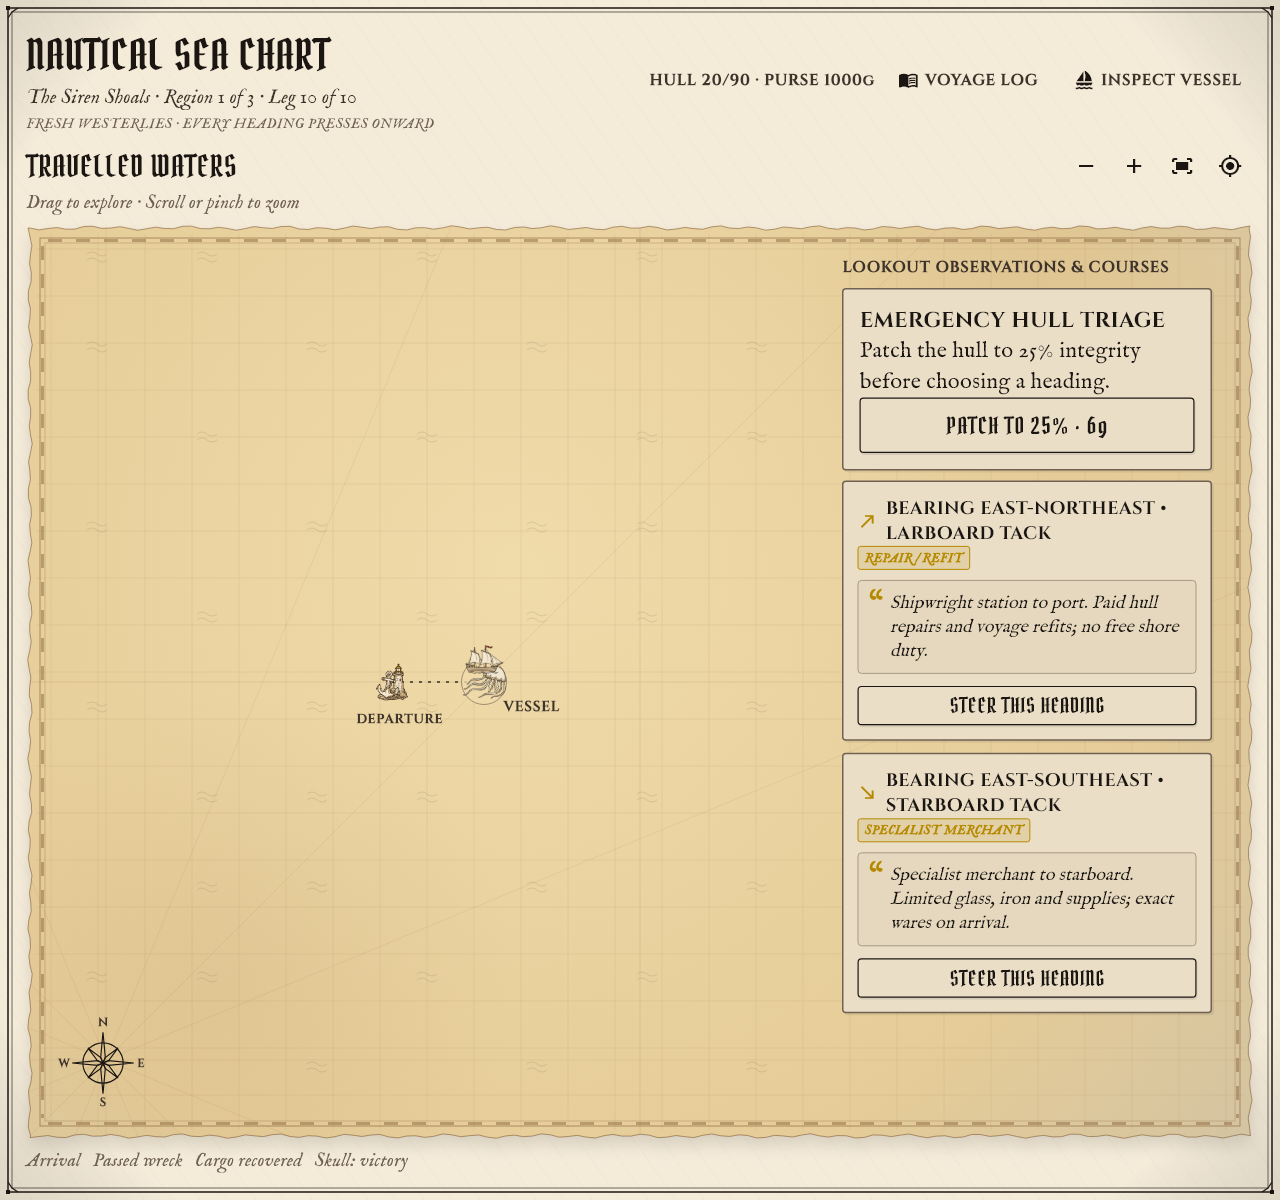 NAUTICAL SEA CHART
The Siren Shoals · Region 1 of 3 · Leg 10 of 10
FRESH WESTERLIES · EVERY HEADING PRESSES ONWARD
HULL 20/90 · PURSE 1000G
VOYAGE LOG
INSPECT VESSEL
TRAVELLED WATERS
Drag to explore · Scroll or pinch to zoom
LOOKOUT OBSERVATIONS & COURSES
EMERGENCY HULL TRIAGE
Patch the hull to 25% integrity
before choosing a heading.
PATCH TO 25% · 6g
BEARING EAST-NORTHEAST •
LARBOARD TACK
REPAIR/REFIT
“ Shipwright station to port. Paid hull
repairs and voyage refits; no free shore
duty.
STEER THIS HEADING
BEARING EAST-SOUTHEAST •
STARBOARD TACK
SPECIALIST MERCHANT
“ Specialist merchant to starboard.
Limited glass, iron and supplies; exact
wares on arrival.
STEER THIS HEADING
DEPARTURE
VESSEL
N
W
E
S
Arrival Passed wreck Cargo recovered Skull: victory